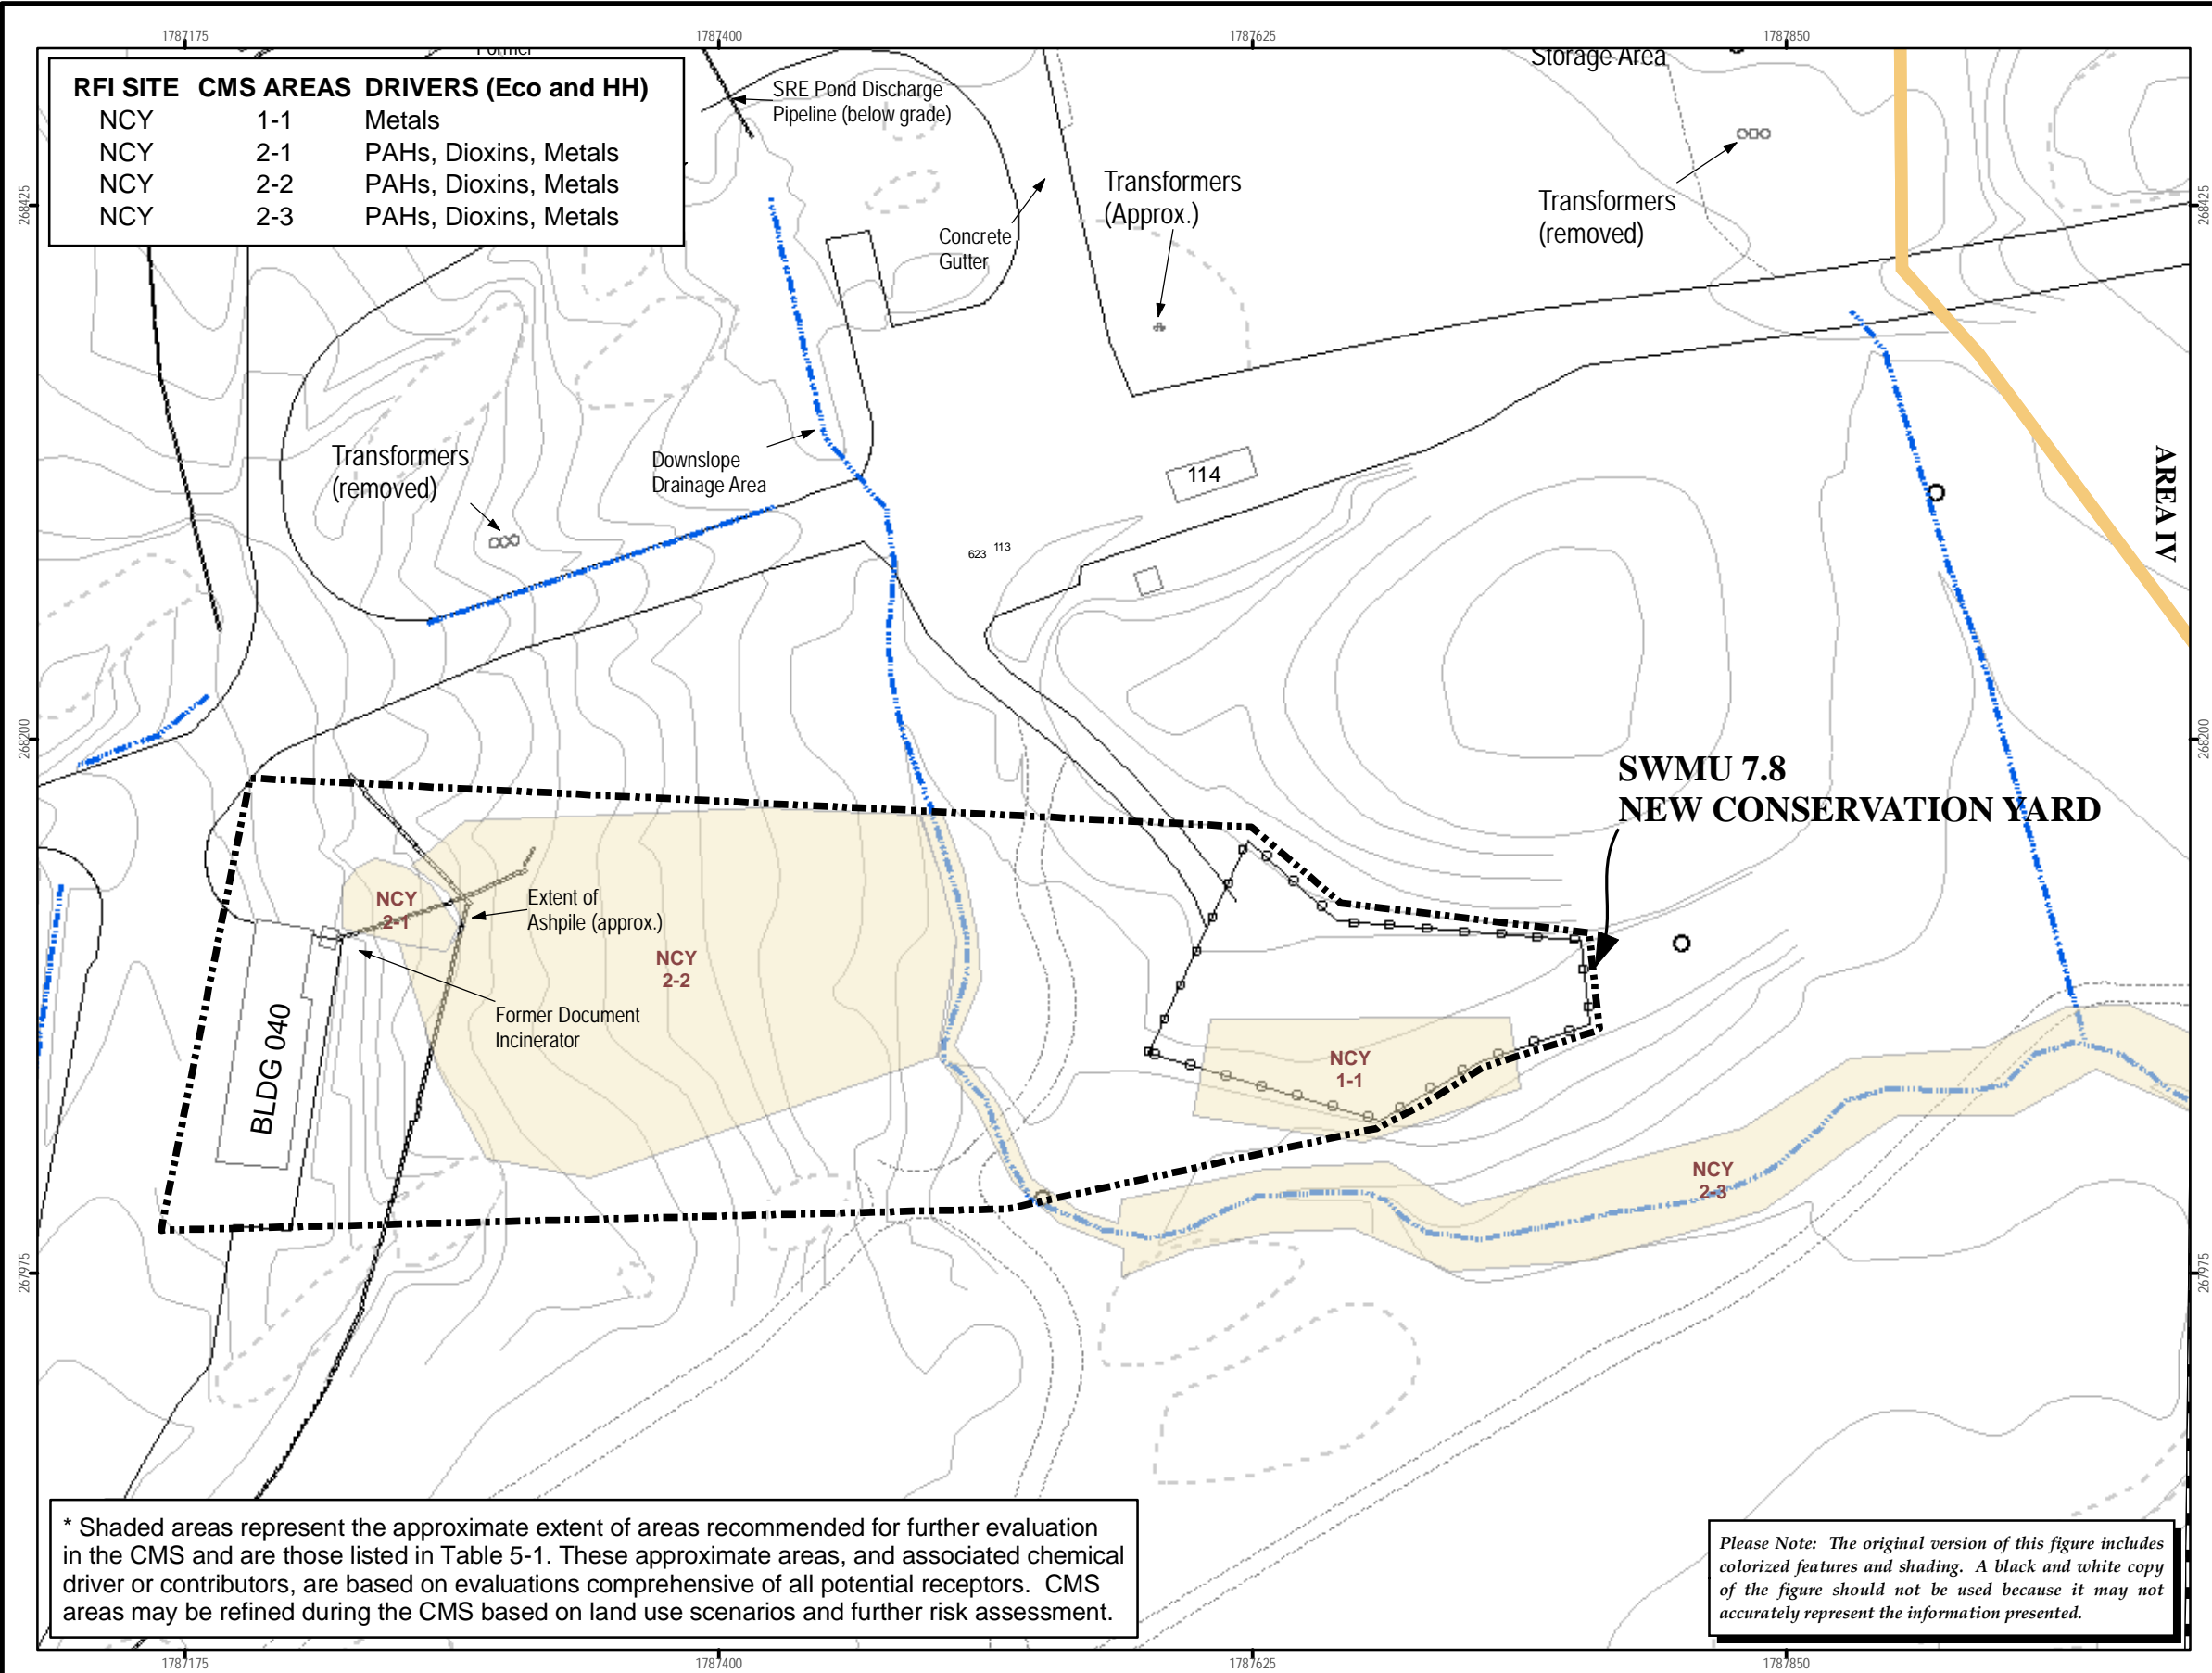 1787175 1787400 1787625 1787850
Former
Storage Area
RFI SITE CMS AREAS DRIVERS (Eco and HH)
NCY 1-1 Metals
NCY 2-1 PAHs, Dioxins, Metals
NCY 2-2 PAHs, Dioxins, Metals
NCY 2-3 PAHs, Dioxins, Metals
SRE Pond Discharge
Pipeline (below grade)
268425
268425
Transformers
(Approx.)
Transformers
(removed)
Concrete
Gutter
Transformers
(removed)
Downslope
Drainage Area
114
AREA IV
623 113
268200
268200
SWMU 7.8
NEW CONSERVATION YARD
NCY
2-1
Extent of
Ashpile (approx.)
NCY
2-2
Former Document
Incinerator
BLDG 040
NCY
1-1
NCY
2-3
267975
267975
* Shaded areas represent the approximate extent of areas recommended for further evaluation
in the CMS and are those listed in Table 5-1. These approximate areas, and associated chemical
driver or contributors, are based on evaluations comprehensive of all potential receptors. CMS
areas may be refined during the CMS based on land use scenarios and further risk assessment.
Please Note: The original version of this figure includes
colorized features and shading. A black and white copy
of the figure should not be used because it may not
accurately represent the information presented.
1787175 1787400 1787625 1787850